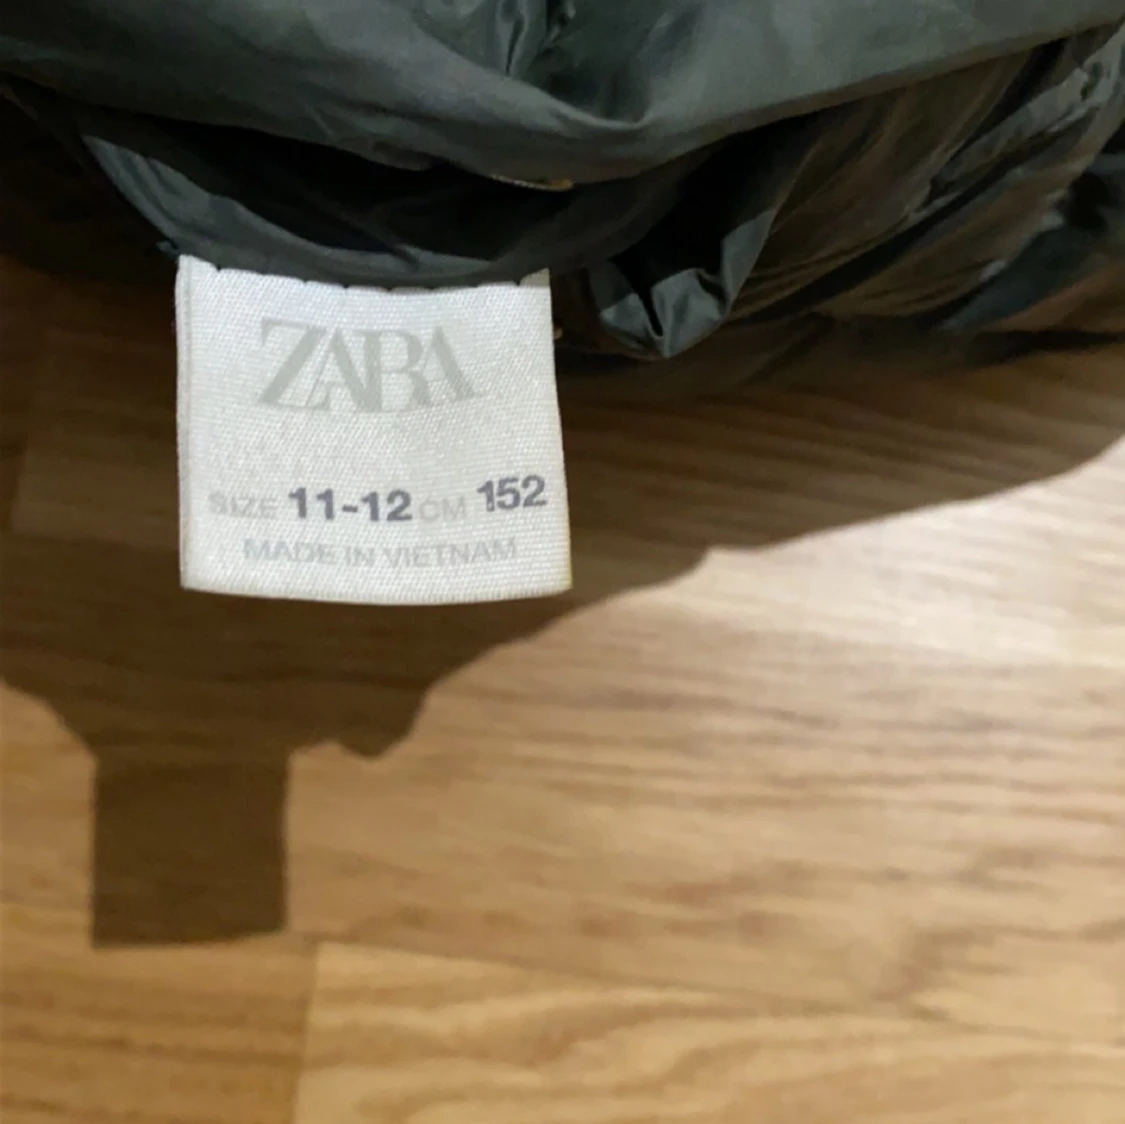 ZARA
SIZE 11-12 CM 152
MADE IN VIETNAM